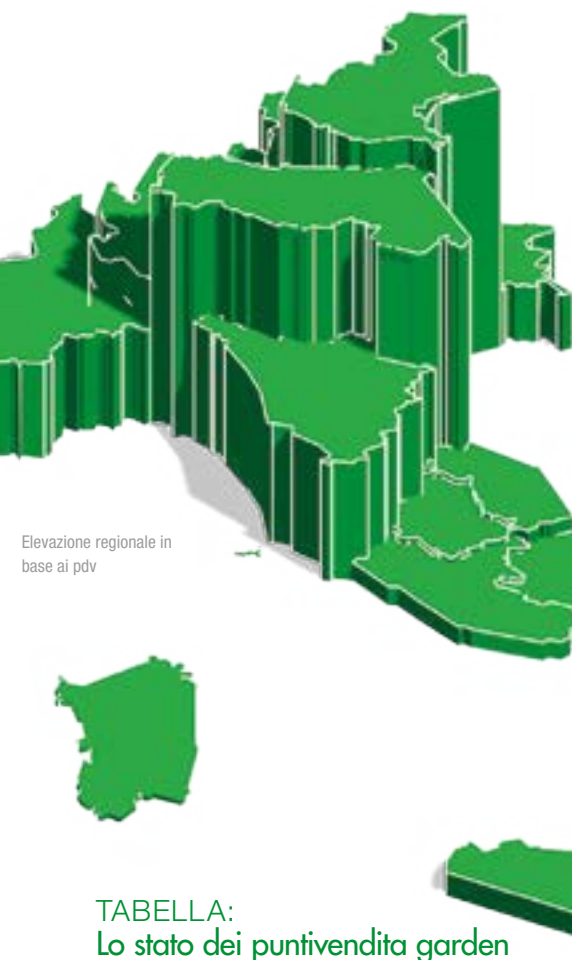 Elevazione regionale in
base ai pdv
TABELLA:
Lo stato dei puntivendita garden